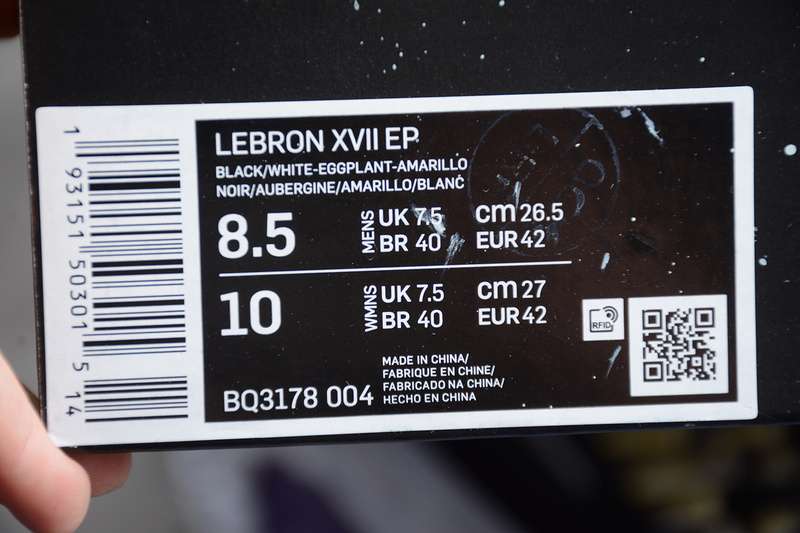 LEBRON XVII EP
BLACK/WHITE-EGGPLANT-AMARILLO
NOIR/AUBERGINE/AMARILLO/BLANC
8.5
MENS
UK 7.5
BR 40
cm 26.5
EUR 42
10
WMNS
UK 7.5
BR 40
cm 27
EUR 42
RFID
BQ3178 004
MADE IN CHINA/
FABRIQUE EN CHINE/
FABRICADO NA CHINA/
HECHO EN CHINA
1 93151 50301 5 14